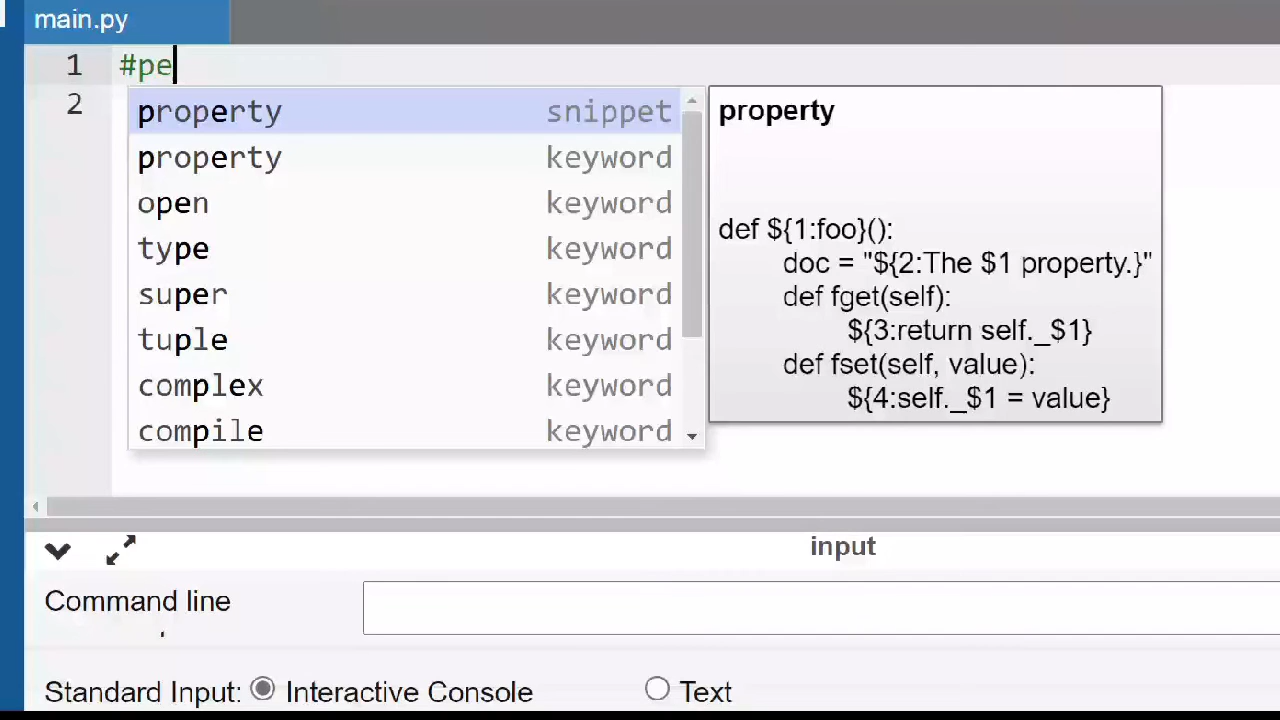 main.py
1 #pe
2
property snippet
property keyword
open keyword
type keyword
super keyword
tuple keyword
complex keyword
compile keyword
property
def ${1:foo}():
doc = "${2:The $1 property.}"
def fget(self):
${3:return self._$1}
def fset(self, value):
${4:self._$1 = value}
input
Command line
Standard Input: Interactive Console Text